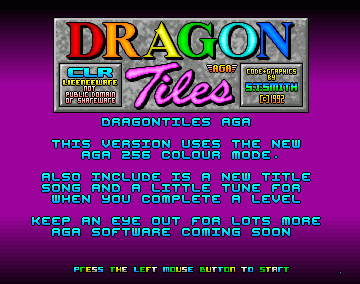 DRAGON
AGA
Tiles
CLR
LICENCEWARE
NOT
PUBLIC DOMAIN
OR SHAREWARE
CODE+GRAPHICS
BY
S.J.SMITH
(C) 1992
DRAGONTILES AGA
THIS VERSION USES THE NEW
AGA 256 COLOUR MODE.
ALSO INCLUDE IS A NEW TITLE
SONG AND A LITTLE TUNE FOR
WHEN YOU COMPLETE A LEVEL
KEEP AN EYE OUT FOR LOTS MORE
AGA SOFTWARE COMING SOON
PRESS THE LEFT MOUSE BUTTON TO START